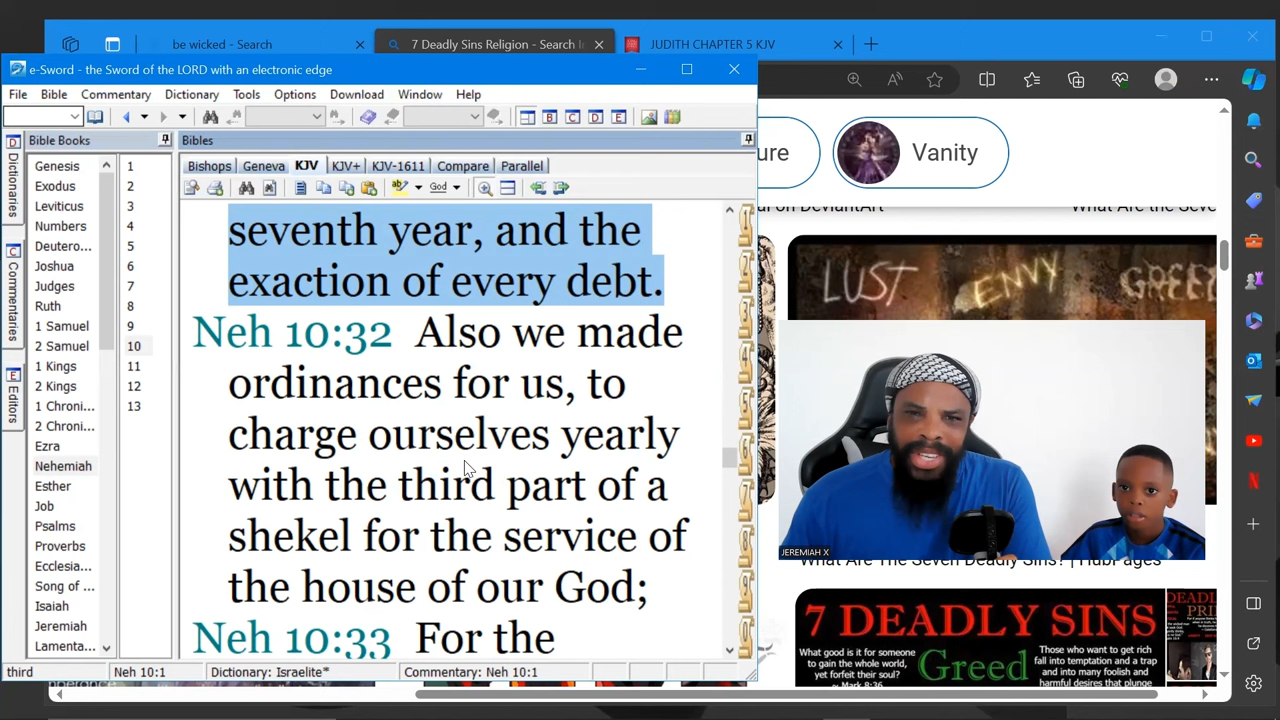 be wicked - Search
7 Deadly Sins Religion - Search
JUDITH CHAPTER 5 KJV
e-Sword - the Sword of the LORD with an electronic edge
File Bible Commentary Dictionary Tools Options Download Window Help
Bible Books
Bibles
Bishops Geneva KJV KJV+ KJV-1611 Compare Parallel
God
Dictionaries
Commentaries
Editors
Genesis
Exodus
Leviticus
Numbers
Deutero...
Joshua
Judges
Ruth
1 Samuel
2 Samuel
1 Kings
2 Kings
1 Chroni...
2 Chroni...
Ezra
Nehemiah
Esther
Job
Psalms
Proverbs
Ecclesia...
Song of ...
Isaiah
Jeremiah
Lamenta...
1
2
3
4
5
6
7
8
9
10
11
12
13
seventh year, and the
exaction of every debt.
Neh 10:32 Also we made
ordinances for us, to
charge ourselves yearly
with the third part of a
shekel for the service of
the house of our God;
Neh 10:33 For the
third
Neh 10:1
Dictionary: Israelite*
Commentary: Neh 10:1
ure
Vanity
on DeviantArt
What Are the Seve
LUST ENVY GREE
JEREMIAH X
What Are The Seven Deadly Sins? | HubPages
7 DEADLY SINS
What good is it for someone
to gain the whole world,
yet forfeit their soul?
~ Mark 8:36
Greed
Those who want to get rich
fall into temptation and a trap
and into many foolish and
harmful desires that plunge